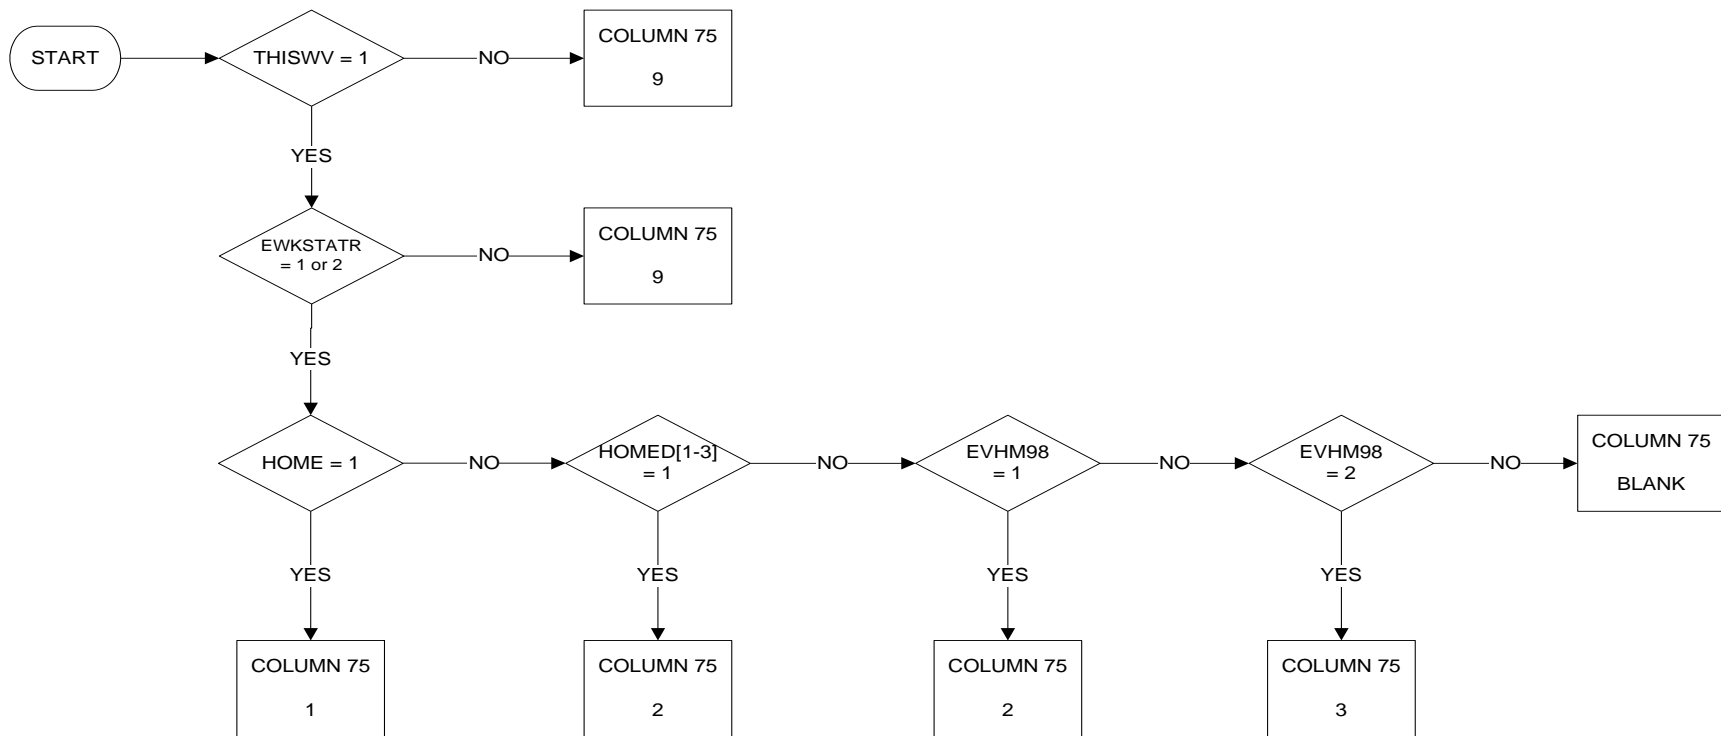 START
THISWV = 1
NO
COLUMN 75
9
YES
EWKSTATR
= 1 or 2
NO
COLUMN 75
9
YES
HOME = 1
NO
HOMED[1-3]
= 1
NO
EVHM98
= 1
NO
EVHM98
= 2
NO
COLUMN 75
BLANK
YES
YES
YES
YES
COLUMN 75
1
COLUMN 75
2
COLUMN 75
2
COLUMN 75
3